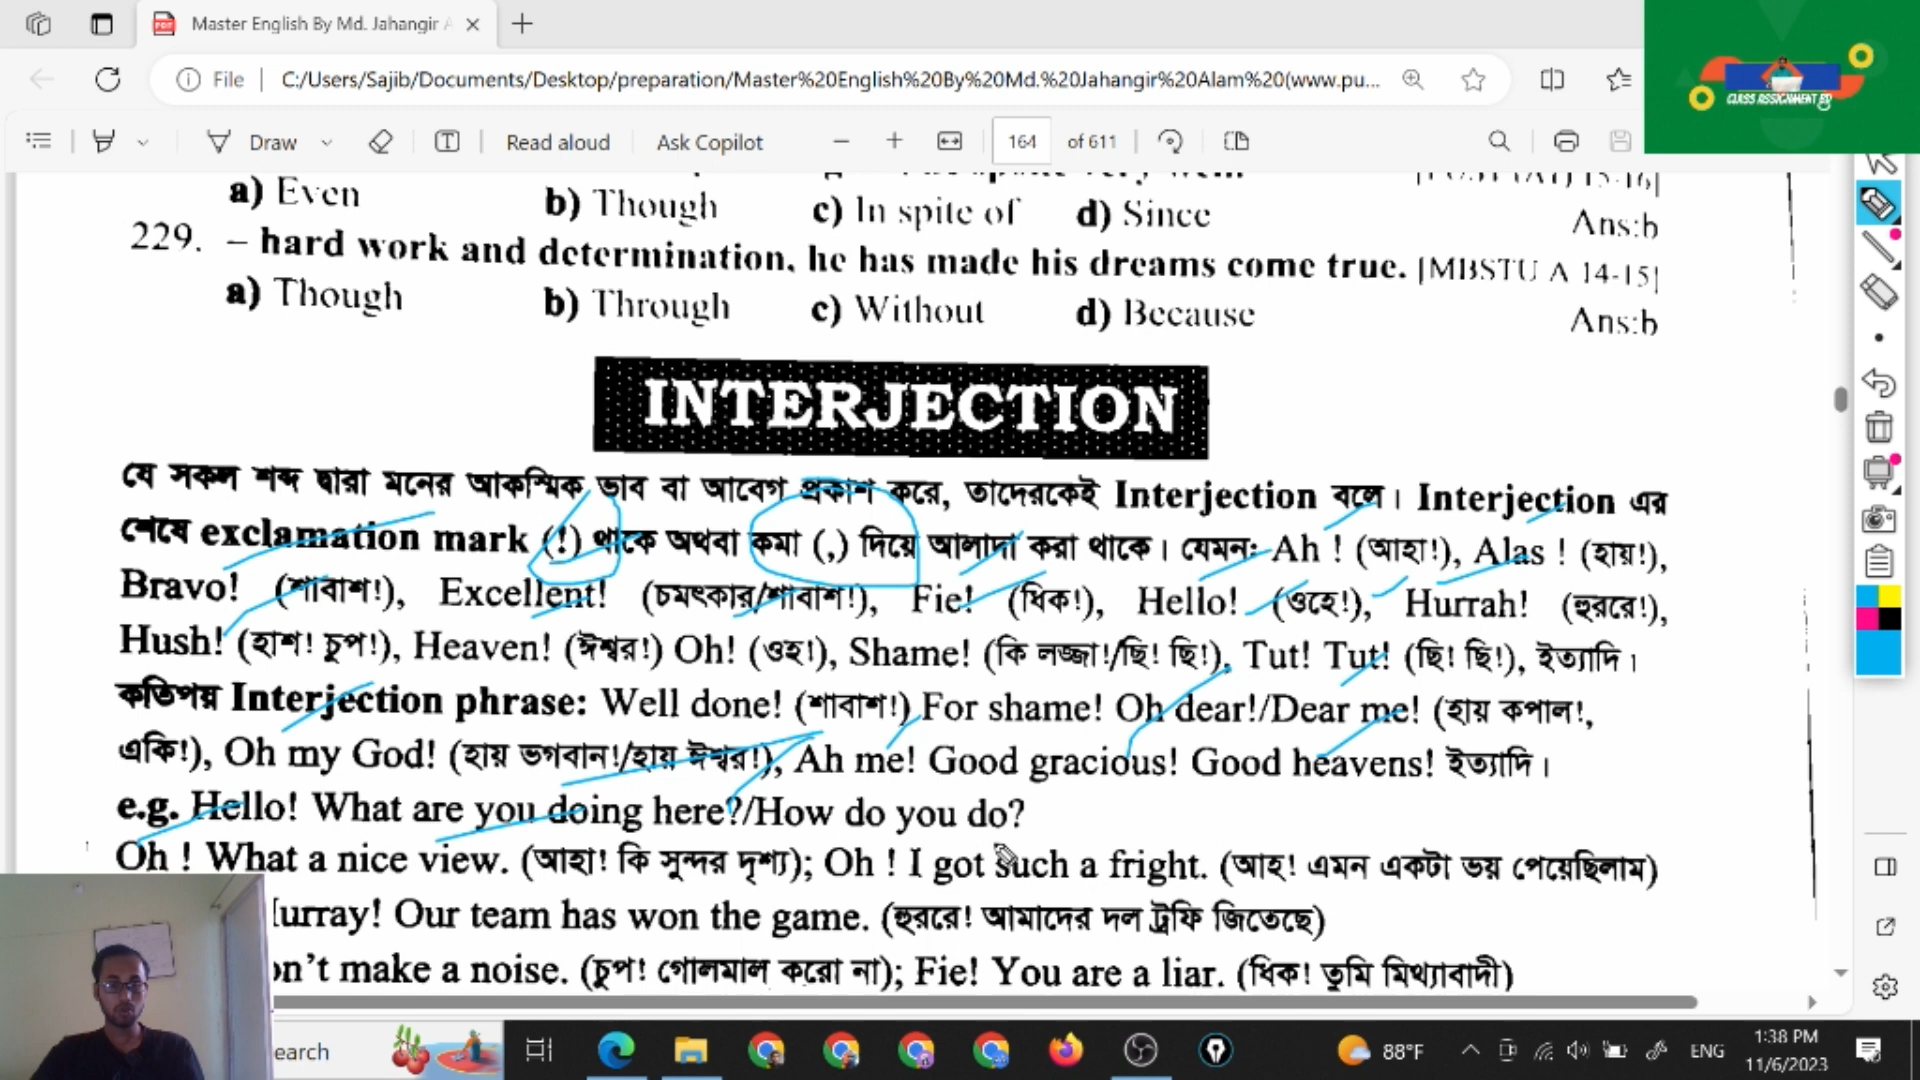 Master English By Md. Jahangir A
File
C:/Users/Sajib/Documents/Desktop/preparation/Master%20English%20By%20Md.%20Jahangir%20Alam%20(www.pu...
CLASS ASSIGNMENT BD
Draw
Read aloud
Ask Copilot
164 of 611
a) Even b) Though c) In spite of d) Since Ans:b
229. – hard work and determination, he has made his dreams come true. [MBSTU A 14-15]
a) Though b) Through c) Without d) Because Ans:b
INTERJECTION
যে সকল শব্দ দ্বারা মনের আকস্মিক ভাব বা আবেগ প্রকাশ করে, তাদেরকেই Interjection বলে। Interjection এর
শেষে exclamation mark (!) থাকে অথবা কমা (,) দিয়ে আলাদা করা থাকে। যেমন: Ah ! (আহা!), Alas ! (হায়!),
Bravo! (শাবাশ!), Excellent! (চমৎকার/শাবাশ!), Fie! (ধিক!), Hello! (ওহে!), Hurrah! (হুররে!),
Hush! (হাশ! চুপ!), Heaven! (ঈশ্বর!) Oh! (ওহ!), Shame! (কি লজ্জা!/ছি! ছি!), Tut! Tut! (ছি! ছি!), ইত্যাদি।
কতিপয় Interjection phrase: Well done! (শাবাশ!) For shame! Oh dear!/Dear me! (হায় কপাল!,
একি!), Oh my God! (হায় ভগবান!/হায় ঈশ্বর!), Ah me! Good gracious! Good heavens! ইত্যাদি।
e.g. Hello! What are you doing here?/How do you do?
Oh ! What a nice view. (আহা! কি সুন্দর দৃশ্য); Oh ! I got such a fright. (আহ! এমন একটা ভয় পেয়েছিলাম)
urray! Our team has won the game. (হুররে! আমাদের দল ট্রফি জিতেছে)
on't make a noise. (চুপ! গোলমাল করো না); Fie! You are a liar. (ধিক! তুমি মিথ্যাবাদী)
earch
88°F
ENG
1:38 PM
11/6/2023